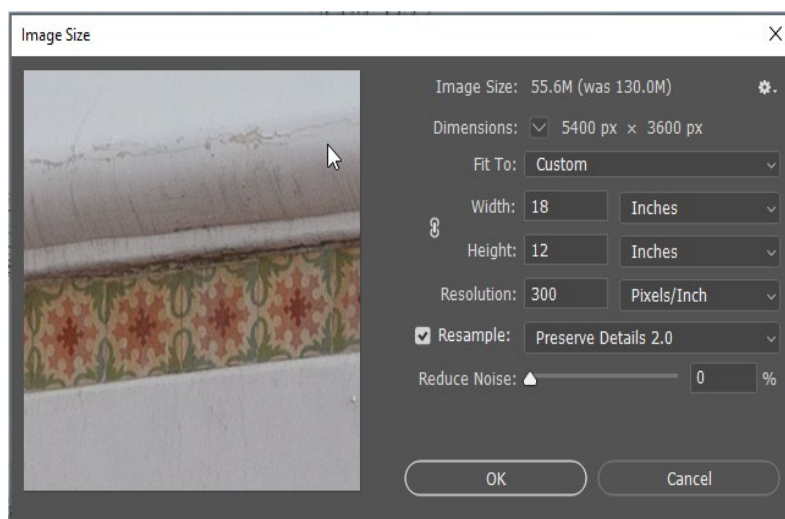 Image Size
Image Size: 55.6M (was 130.0M)
Dimensions: 5400 px × 3600 px
Fit To: Custom
Width: 18 Inches
Height: 12 Inches
Resolution: 300 Pixels/Inch
Resample: Preserve Details 2.0
Reduce Noise: 0 %
OK Cancel